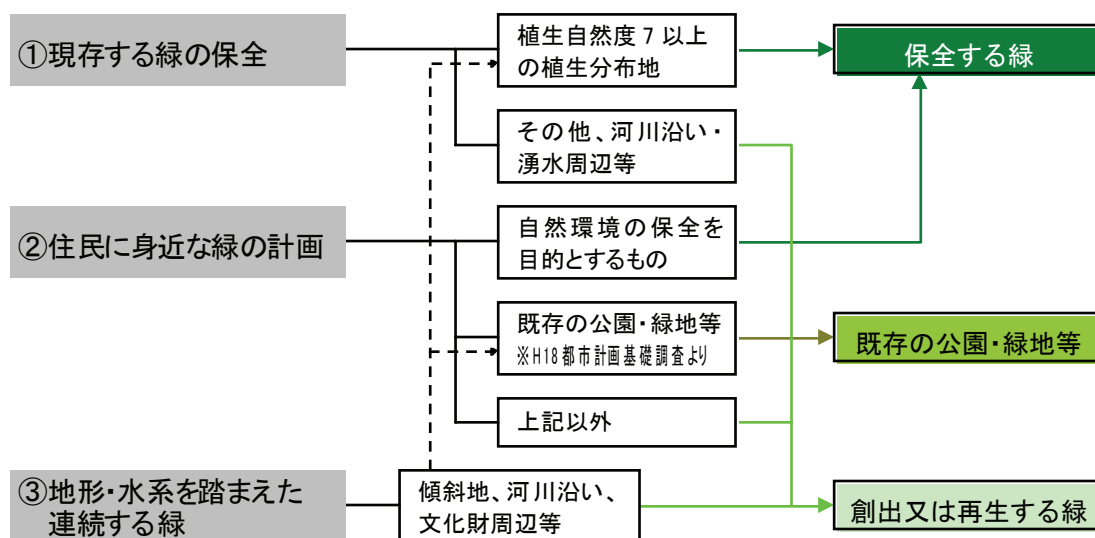 ①現存する緑の保全
植生自然度7以上
の植生分布地
保全する緑
その他、河川沿い・
湧水周辺等
②住民に身近な緑の計画
自然環境の保全を
目的とするもの
既存の公園・緑地等
※H18都市計画基礎調査より
既存の公園・緑地等
上記以外
③地形・水系を踏まえた
連続する緑
傾斜地、河川沿い、
文化財周辺等
創出又は再生する緑